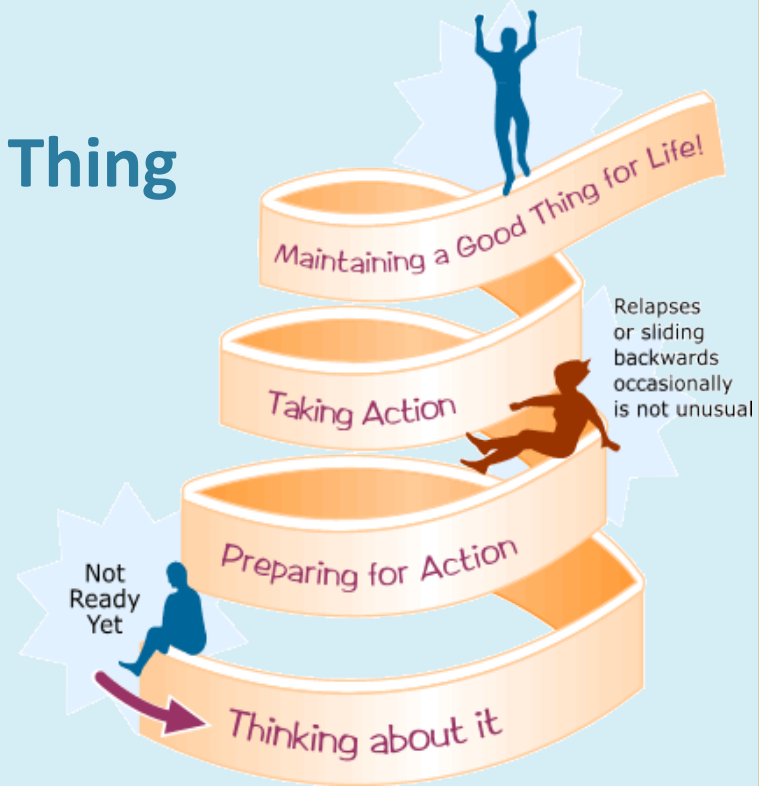 Thing
Maintaining a Good Thing for Life!
Relapses
or sliding
backwards
occasionally
is not unusual
Taking Action
Preparing for Action
Not
Ready
Yet
Thinking about it